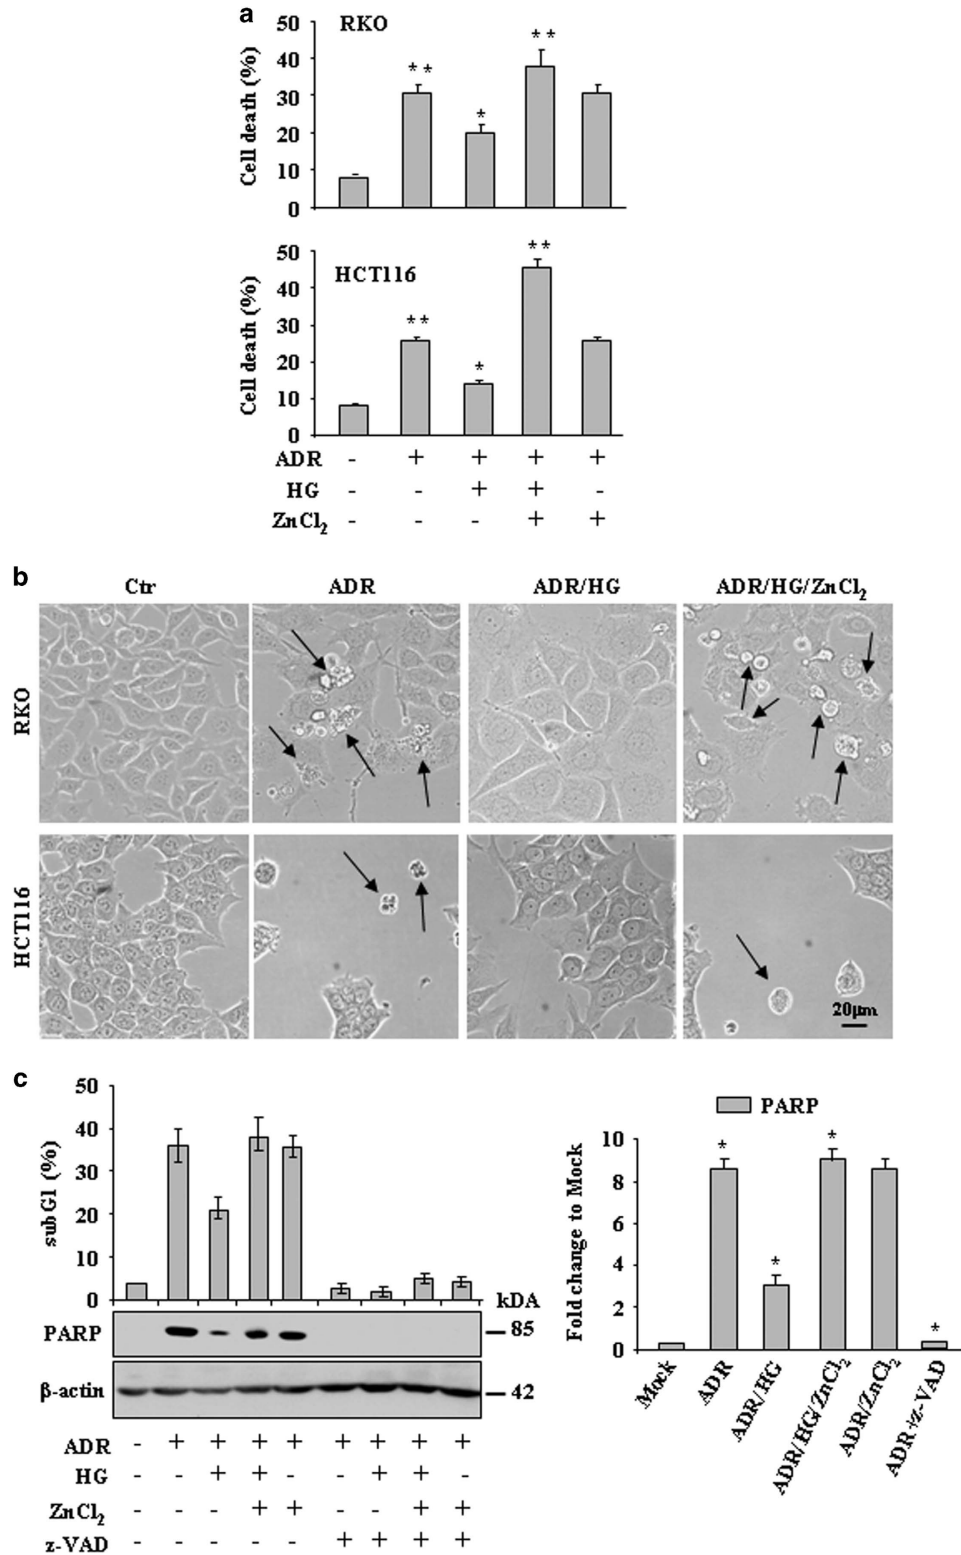 a
RKO
Cell death (%)
50
40
30
20
10
0
** * **
HCT116
Cell death (%)
50
40
30
20
10
0
** * **
ADR - + + + +
HG - - + + -
ZnCl2 - - - + +
b
Ctr ADR ADR/HG ADR/HG/ZnCl2
RKO
HCT116
20µm
c
subG1 (%)
50
40
30
20
10
0
kDA
PARP 85
β-actin 42
ADR - + + + + + + + +
HG - - + + - - + + -
ZnCl2 - - - + + - - + +
z-VAD - - - - - + + + +
PARP
Fold change to Mock
10
8
6
4
2
0
* * * *
Mock ADR ADR/HG ADR/HG/ZnCl2 ADR/ZnCl2 ADR+z-VAD